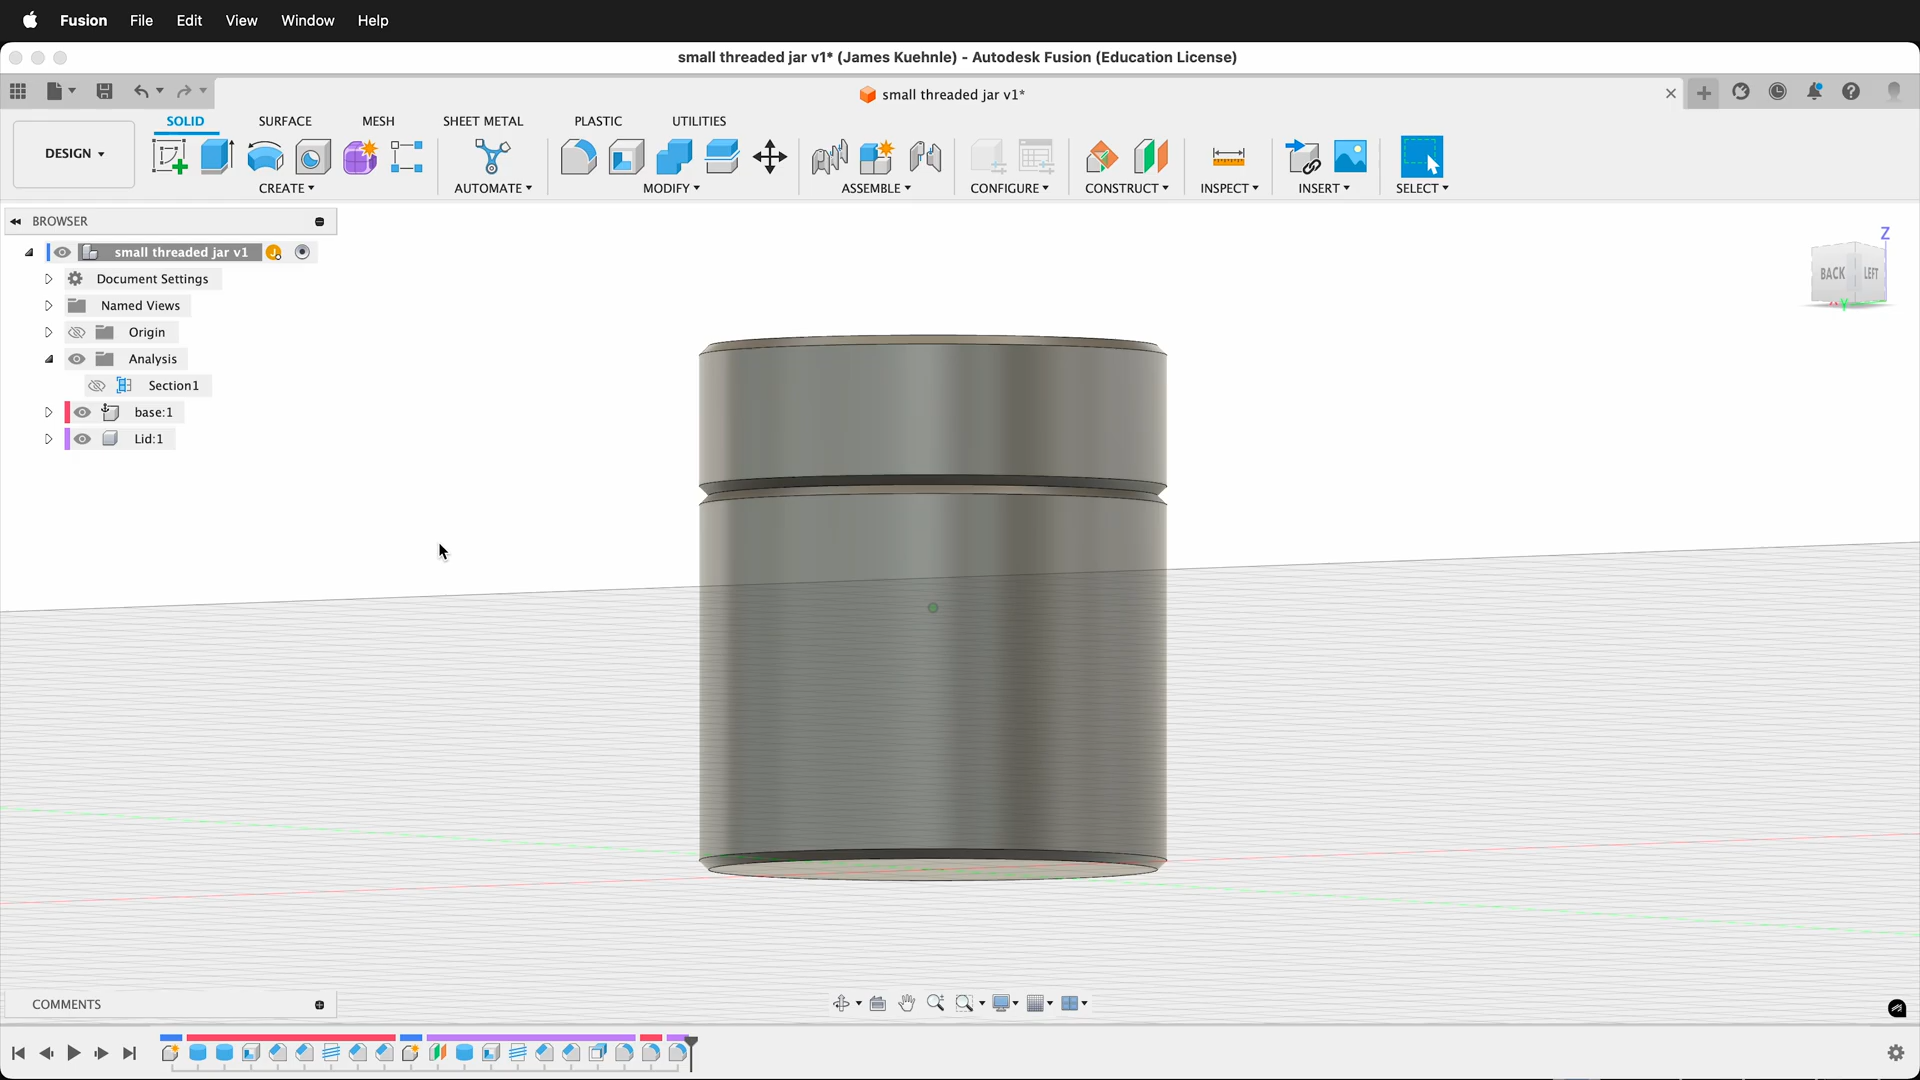 Fusion File Edit View Window Help
small threaded jar v1* (James Kuehnle) - Autodesk Fusion (Education License)
small threaded jar v1*
SOLID SURFACE MESH SHEET METAL PLASTIC UTILITIES
DESIGN
CREATE AUTOMATE MODIFY ASSEMBLE CONFIGURE CONSTRUCT INSPECT INSERT SELECT
BROWSER
small threaded jar v1
Document Settings
Named Views
Origin
Analysis
Section1
base:1
Lid:1
Z
BACK LEFT
Y
COMMENTS